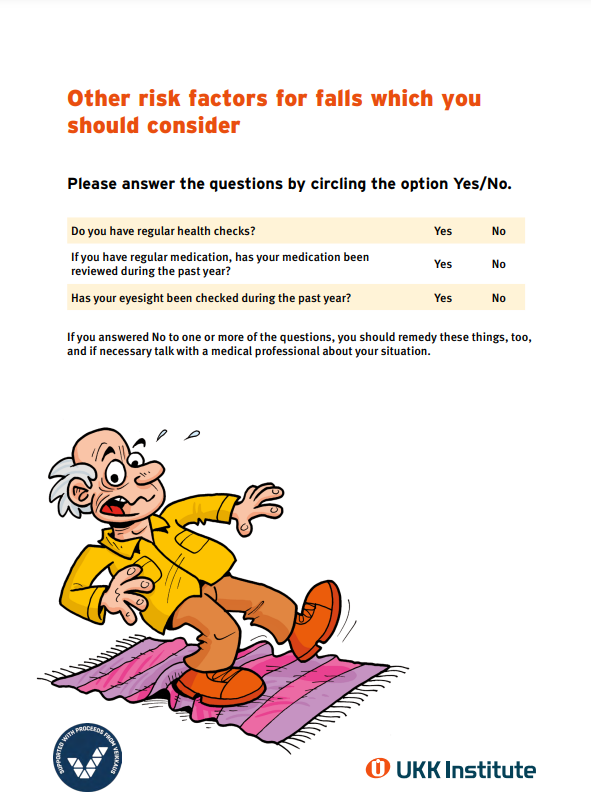 Other risk factors for falls which you
should consider
Please answer the questions by circling the option Yes/No.
Do you have regular health checks? Yes No
If you have regular medication, has your medication been
reviewed during the past year? Yes No
Has your eyesight been checked during the past year? Yes No
If you answered No to one or more of the questions, you should remedy these things, too,
and if necessary talk with a medical professional about your situation.
SUPPORTED WITH PROCEEDS FROM VEIKKAUS
UKK Institute